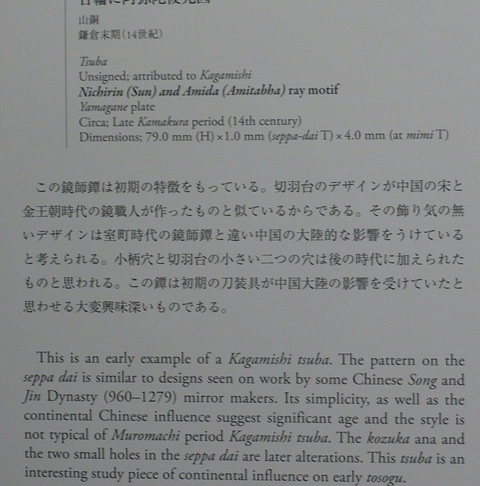 日輪に阿弥陀後光図
山銅
鎌倉末期(14世紀)
Tsuba
Unsigned; attributed to Kagamishi
Nichirin (Sun) and Amida (Amitabha) ray motif
Yamagane plate
Circa; Late Kamakura period (14th century)
Dimensions; 79.0 mm (H)×1.0 mm (seppa-dai T)×4.0 mm (at mimi T)
この鏡師鐔は初期の特徴をもっている。切羽台のデザインが中国の宋と
金王朝時代の鏡職人が作ったものと似ているからである。その飾り気の無
いデザインは室町時代の鏡師鐔と違い中国の大陸的な影響をうけている
と考えられる。小柄穴と切羽台の小さい二つの穴は後の時代に加えられた
ものと思われる。この鐔は初期の刀装具が中国大陸の影響を受けていたと
思わせる大変興味深いものである。
This is an early example of a Kagamishi tsuba. The pattern on the
seppa dai is similar to designs seen on work by some Chinese Song and
Jin Dynasty (960–1279) mirror makers. Its simplicity, as well as the
continental Chinese influence suggest significant age and the style is
not typical of Muromachi period Kagamishi tsuba. The kozuka ana and
the two small holes in the seppa dai are later alterations. This tsuba is an
interesting study piece of continental influence on early tosogu.